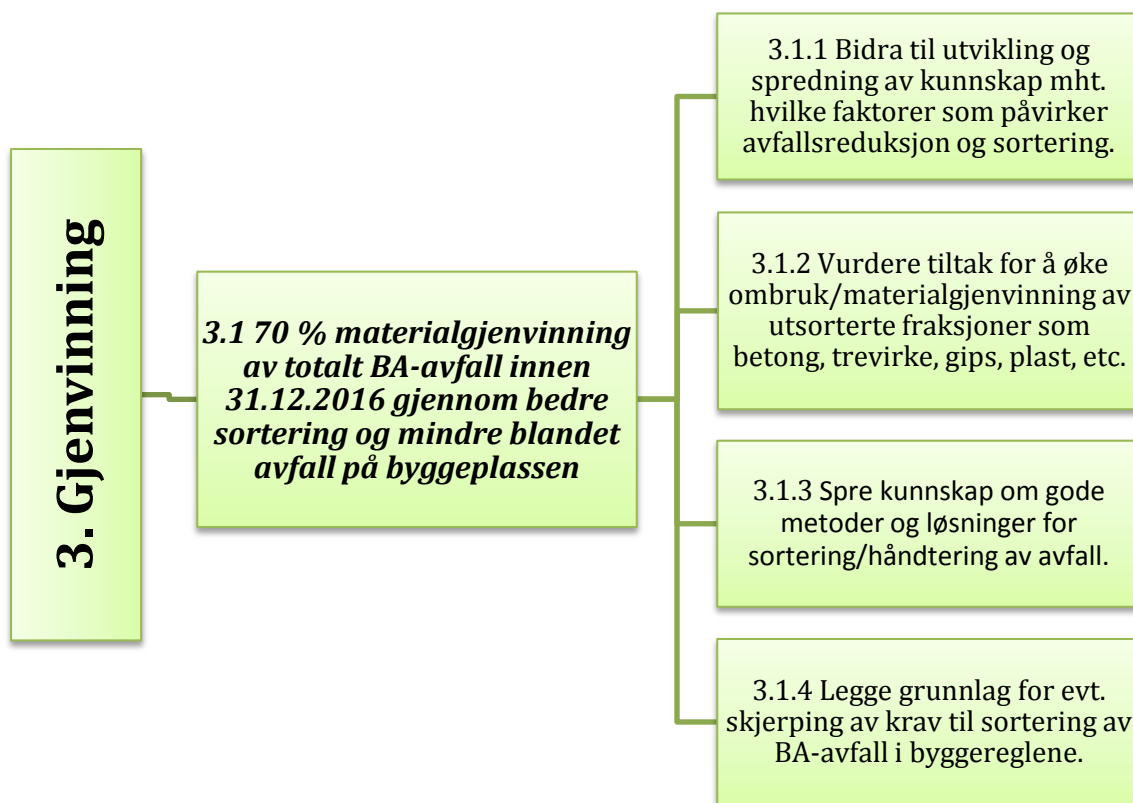 3. Gjenvinning
3.1 70 % materialgjenvinning
av totalt BA-avfall innen
31.12.2016 gjennom bedre
sortering og mindre blandet
avfall på byggeplassen
3.1.1 Bidra til utvikling og
spredning av kunnskap mht.
hvilke faktorer som påvirker
avfallsreduksjon og sortering.
3.1.2 Vurdere tiltak for å øke
ombruk/materialgjenvinning av
utsorterte fraksjoner som
betong, trevirke, gips, plast, etc.
3.1.3 Spre kunnskap om gode
metoder og løsninger for
sortering/håndtering av avfall.
3.1.4 Legge grunnlag for evt.
skjerping av krav til sortering av
BA-avfall i byggereglene.